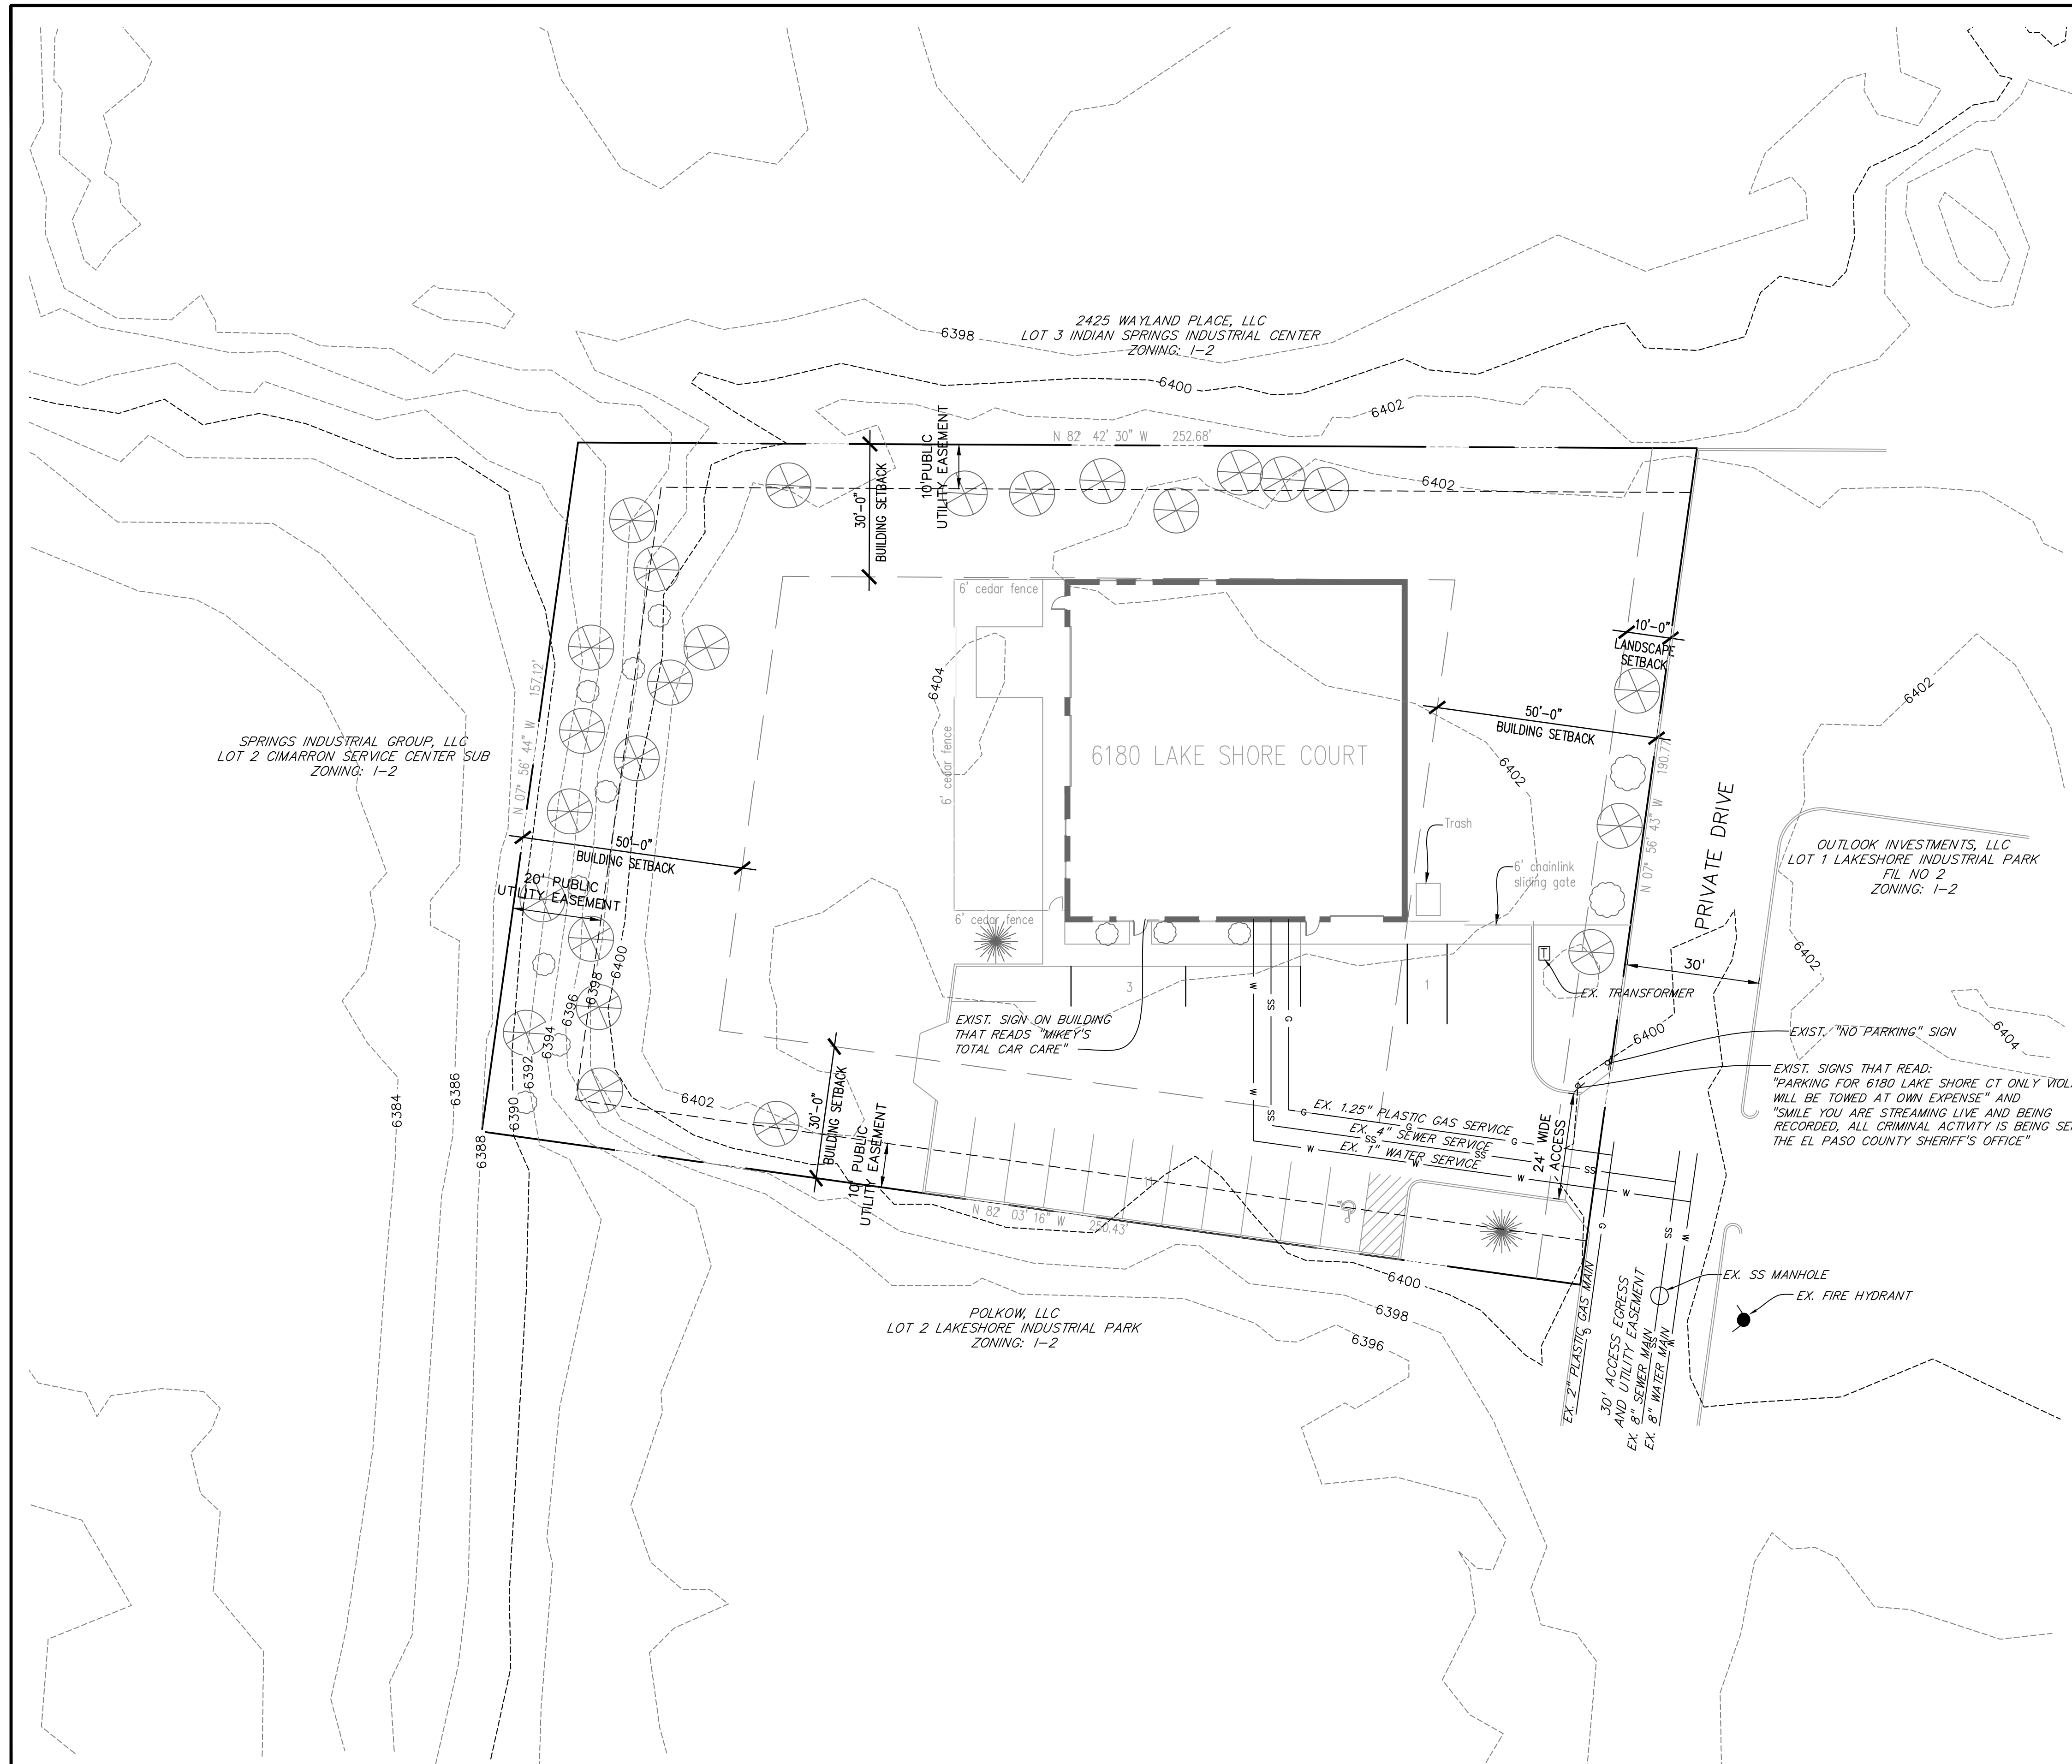 2425 WAYLAND PLACE, LLC
LOT 3 INDIAN SPRINGS INDUSTRIAL CENTER
ZONING: I-2
6398
6400
6402
N 82° 42' 30" W 252.68'
10' PUBLIC
UTILITY EASEMENT
30'-0"
BUILDING SETBACK
6402
6' cedar fence
10'-0"
LANDSCAPE
SETBACK
6404
6' cedar fence
157.12'
N 07° 56' 44" W
50'-0"
BUILDING SETBACK
6402
6402
190.77'
N 07° 56' 43" W
PRIVATE DRIVE
SPRINGS INDUSTRIAL GROUP, LLC
LOT 2 CIMARRON SERVICE CENTER SUB
ZONING: I-2
6180 LAKE SHORE COURT
Trash
50'-0"
BUILDING SETBACK
20' PUBLIC
UTILITY EASEMENT
6' chainlink
sliding gate
OUTLOOK INVESTMENTS, LLC
LOT 1 LAKESHORE INDUSTRIAL PARK
FIL NO 2
ZONING: I-2
6' cedar fence
6402
T
30'
EX. TRANSFORMER
3
1
W
SS
G
W
SS
EXIST. SIGN ON BUILDING
THAT READS "MIKEY'S
TOTAL CAR CARE"
6400
6398
6396
6394
6392
6390
6388
6386
6384
6400
6404
EXIST. "NO PARKING" SIGN
EXIST. SIGNS THAT READ:
"PARKING FOR 6180 LAKE SHORE CT ONLY
WILL BE TOWED AT OWN EXPENSE" AND
"SMILE YOU ARE STREAMING LIVE AND BEING
RECORDED, ALL CRIMINAL ACTIVITY IS BEING
THE EL PASO COUNTY SHERIFF'S OFFICE"
6402
30'-0"
BUILDING SETBACK
10' PUBLIC
UTILITY EASEMENT
G
EX. 1.25" PLASTIC GAS SERVICE
G
G
EX. 4" SEWER SERVICE
SS
SS
SS
EX. 1" WATER SERVICE
W
W
W
W
24' WIDE
ACCESS
11
N 82° 03' 16" W 250.43'
G
SS
W
6400
6398
6396
POLKOW, LLC
LOT 2 LAKESHORE INDUSTRIAL PARK
ZONING: I-2
EX. SS MANHOLE
EX. FIRE HYDRANT
G
SS
W
EX. 2" PLASTIC GAS MAIN
30' ACCESS EGRESS
AND UTILITY EASEMENT
EX. 8" SEWER MAIN
EX. 8" WATER MAIN